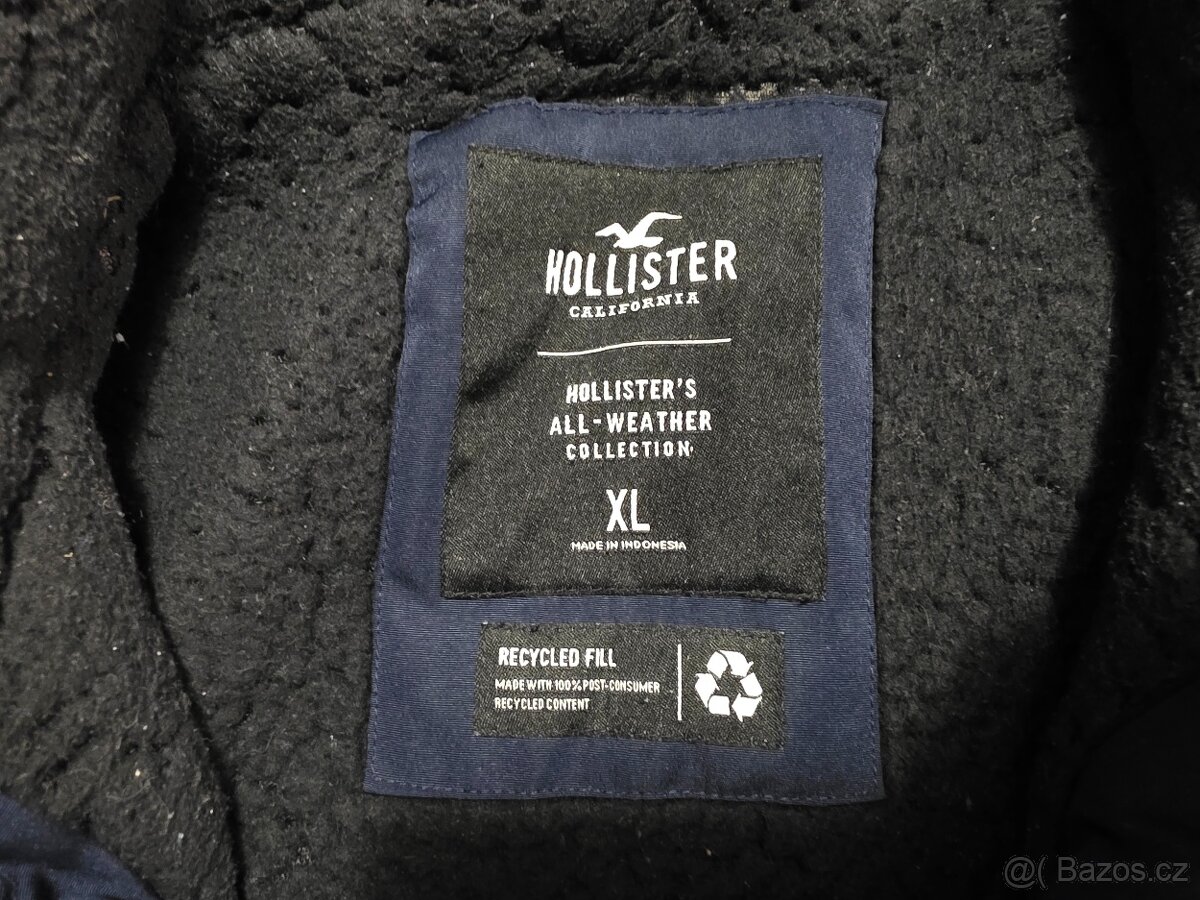 HOLLISTER
CALIFORNIA
HOLLISTER'S
ALL-WEATHER
COLLECTION
XL
MADE IN INDONESIA
RECYCLED FILL
MADE WITH 100% POST-CONSUMER
RECYCLED CONTENT
@( Bazos.cz